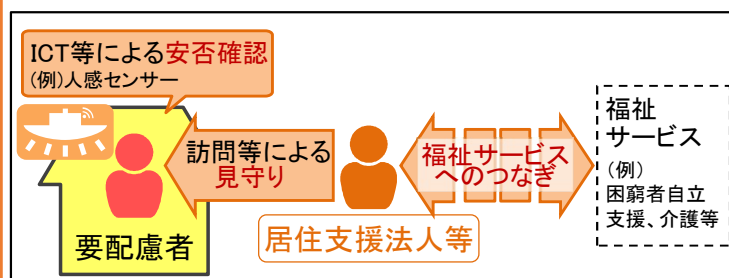 ICT等による安否確認
(例)人感センサー
訪問等による
見守り
要配慮者
居住支援法人等
福祉サービス
へのつなぎ
福祉
サービス
(例)
困窮者自立
支援、介護等